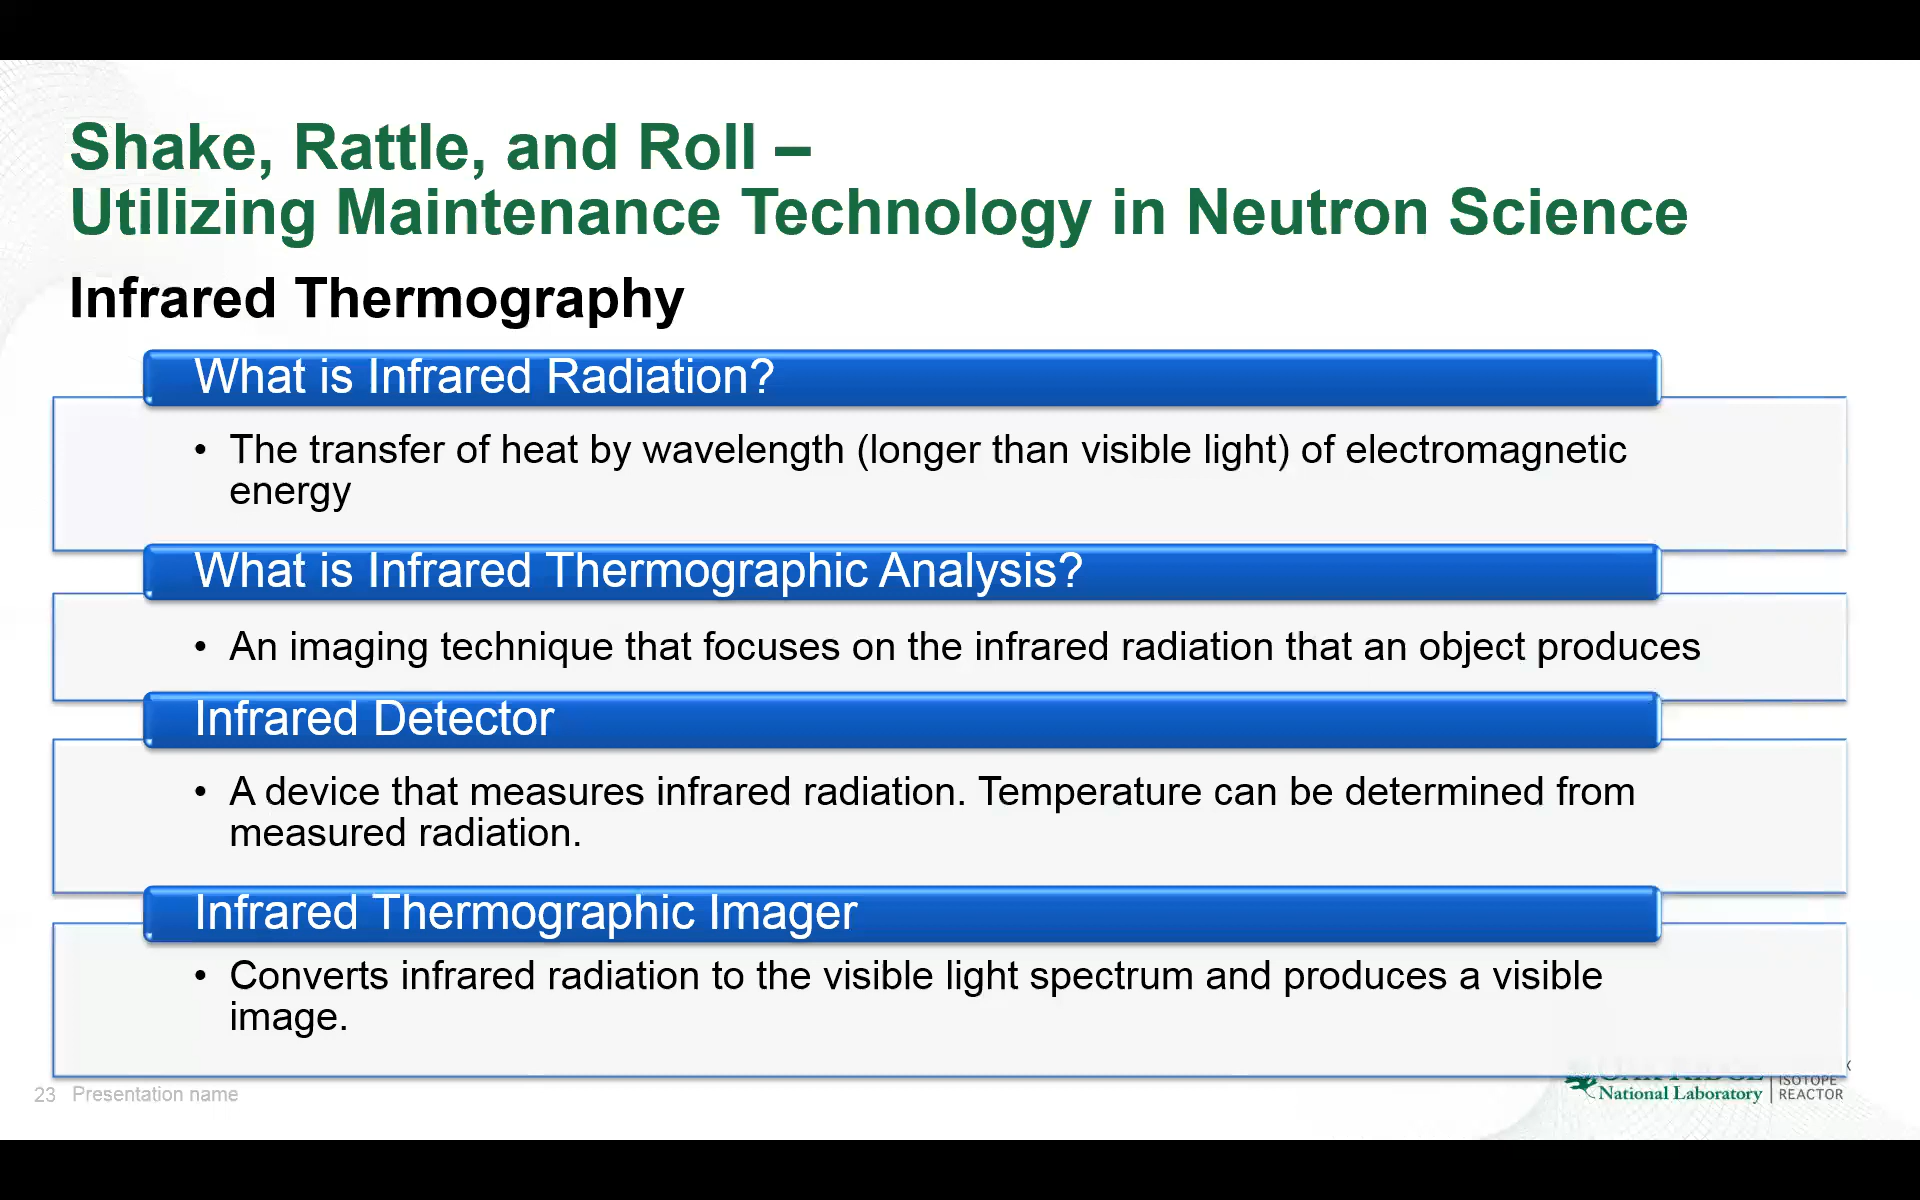 Shake, Rattle, and Roll –
Utilizing Maintenance Technology in Neutron Science
Infrared Thermography
What is Infrared Radiation?
• The transfer of heat by wavelength (longer than visible light) of electromagnetic
energy
What is Infrared Thermographic Analysis?
• An imaging technique that focuses on the infrared radiation that an object produces
Infrared Detector
• A device that measures infrared radiation. Temperature can be determined from
measured radiation.
Infrared Thermographic Imager
• Converts infrared radiation to the visible light spectrum and produces a visible
image.
23 Presentation name
National Laboratory
ISOTOPE
REACTOR